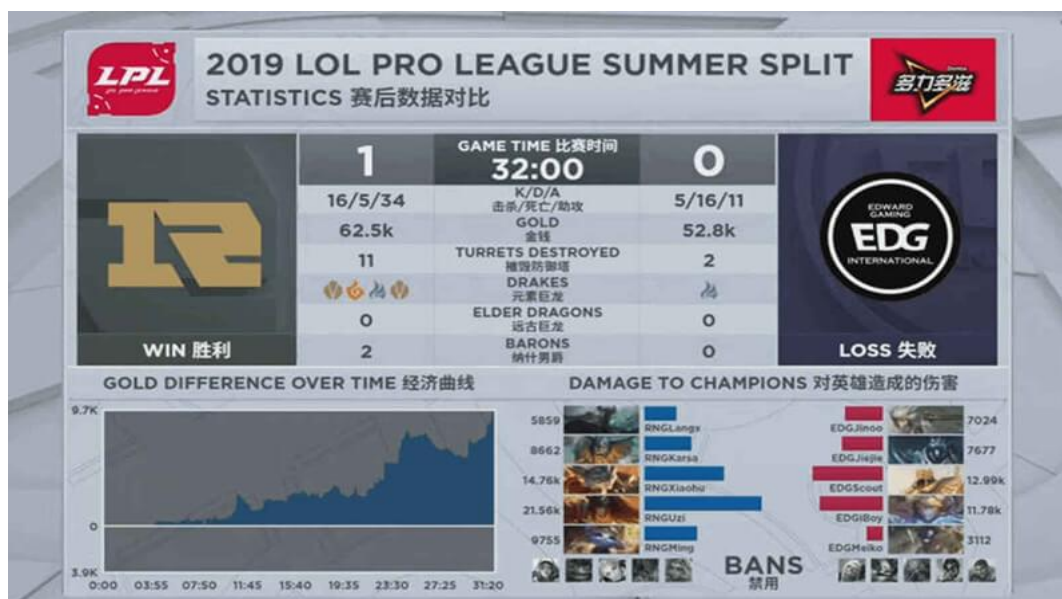 LPL
2019 LOL PRO LEAGUE SUMMER SPLIT
STATISTICS 赛后数据对比
多力多滋
1
GAME TIME 比赛时间
32:00
0
16/5/34
K/D/A
击杀/死亡/助攻
5/16/11
62.5k
GOLD
金钱
52.8k
11
TURRETS DESTROYED
摧毁防御塔
2
DRAKES
元素巨龙
0
ELDER DRAGONS
远古巨龙
0
2
BARONS
纳什男爵
0
WIN 胜利
EDWARD
GAMING
EDG
INTERNATIONAL
LOSS 失败
GOLD DIFFERENCE OVER TIME 经济曲线
9.7K
0
3.9K
0:00 03:55 07:50 11:45 15:40 19:35 23:30 27:25 31:20
DAMAGE TO CHAMPIONS 对英雄造成的伤害
5859 RNGLangx EDGJinoo 7024
8662 RNGKarsa EDGJiejie 7677
14.76k RNGXiaohu EDGScout 12.99k
21.56k RNGUzi EDGiBoy 11.78k
9755 RNGMing EDGMeiko 3112
BANS
禁用